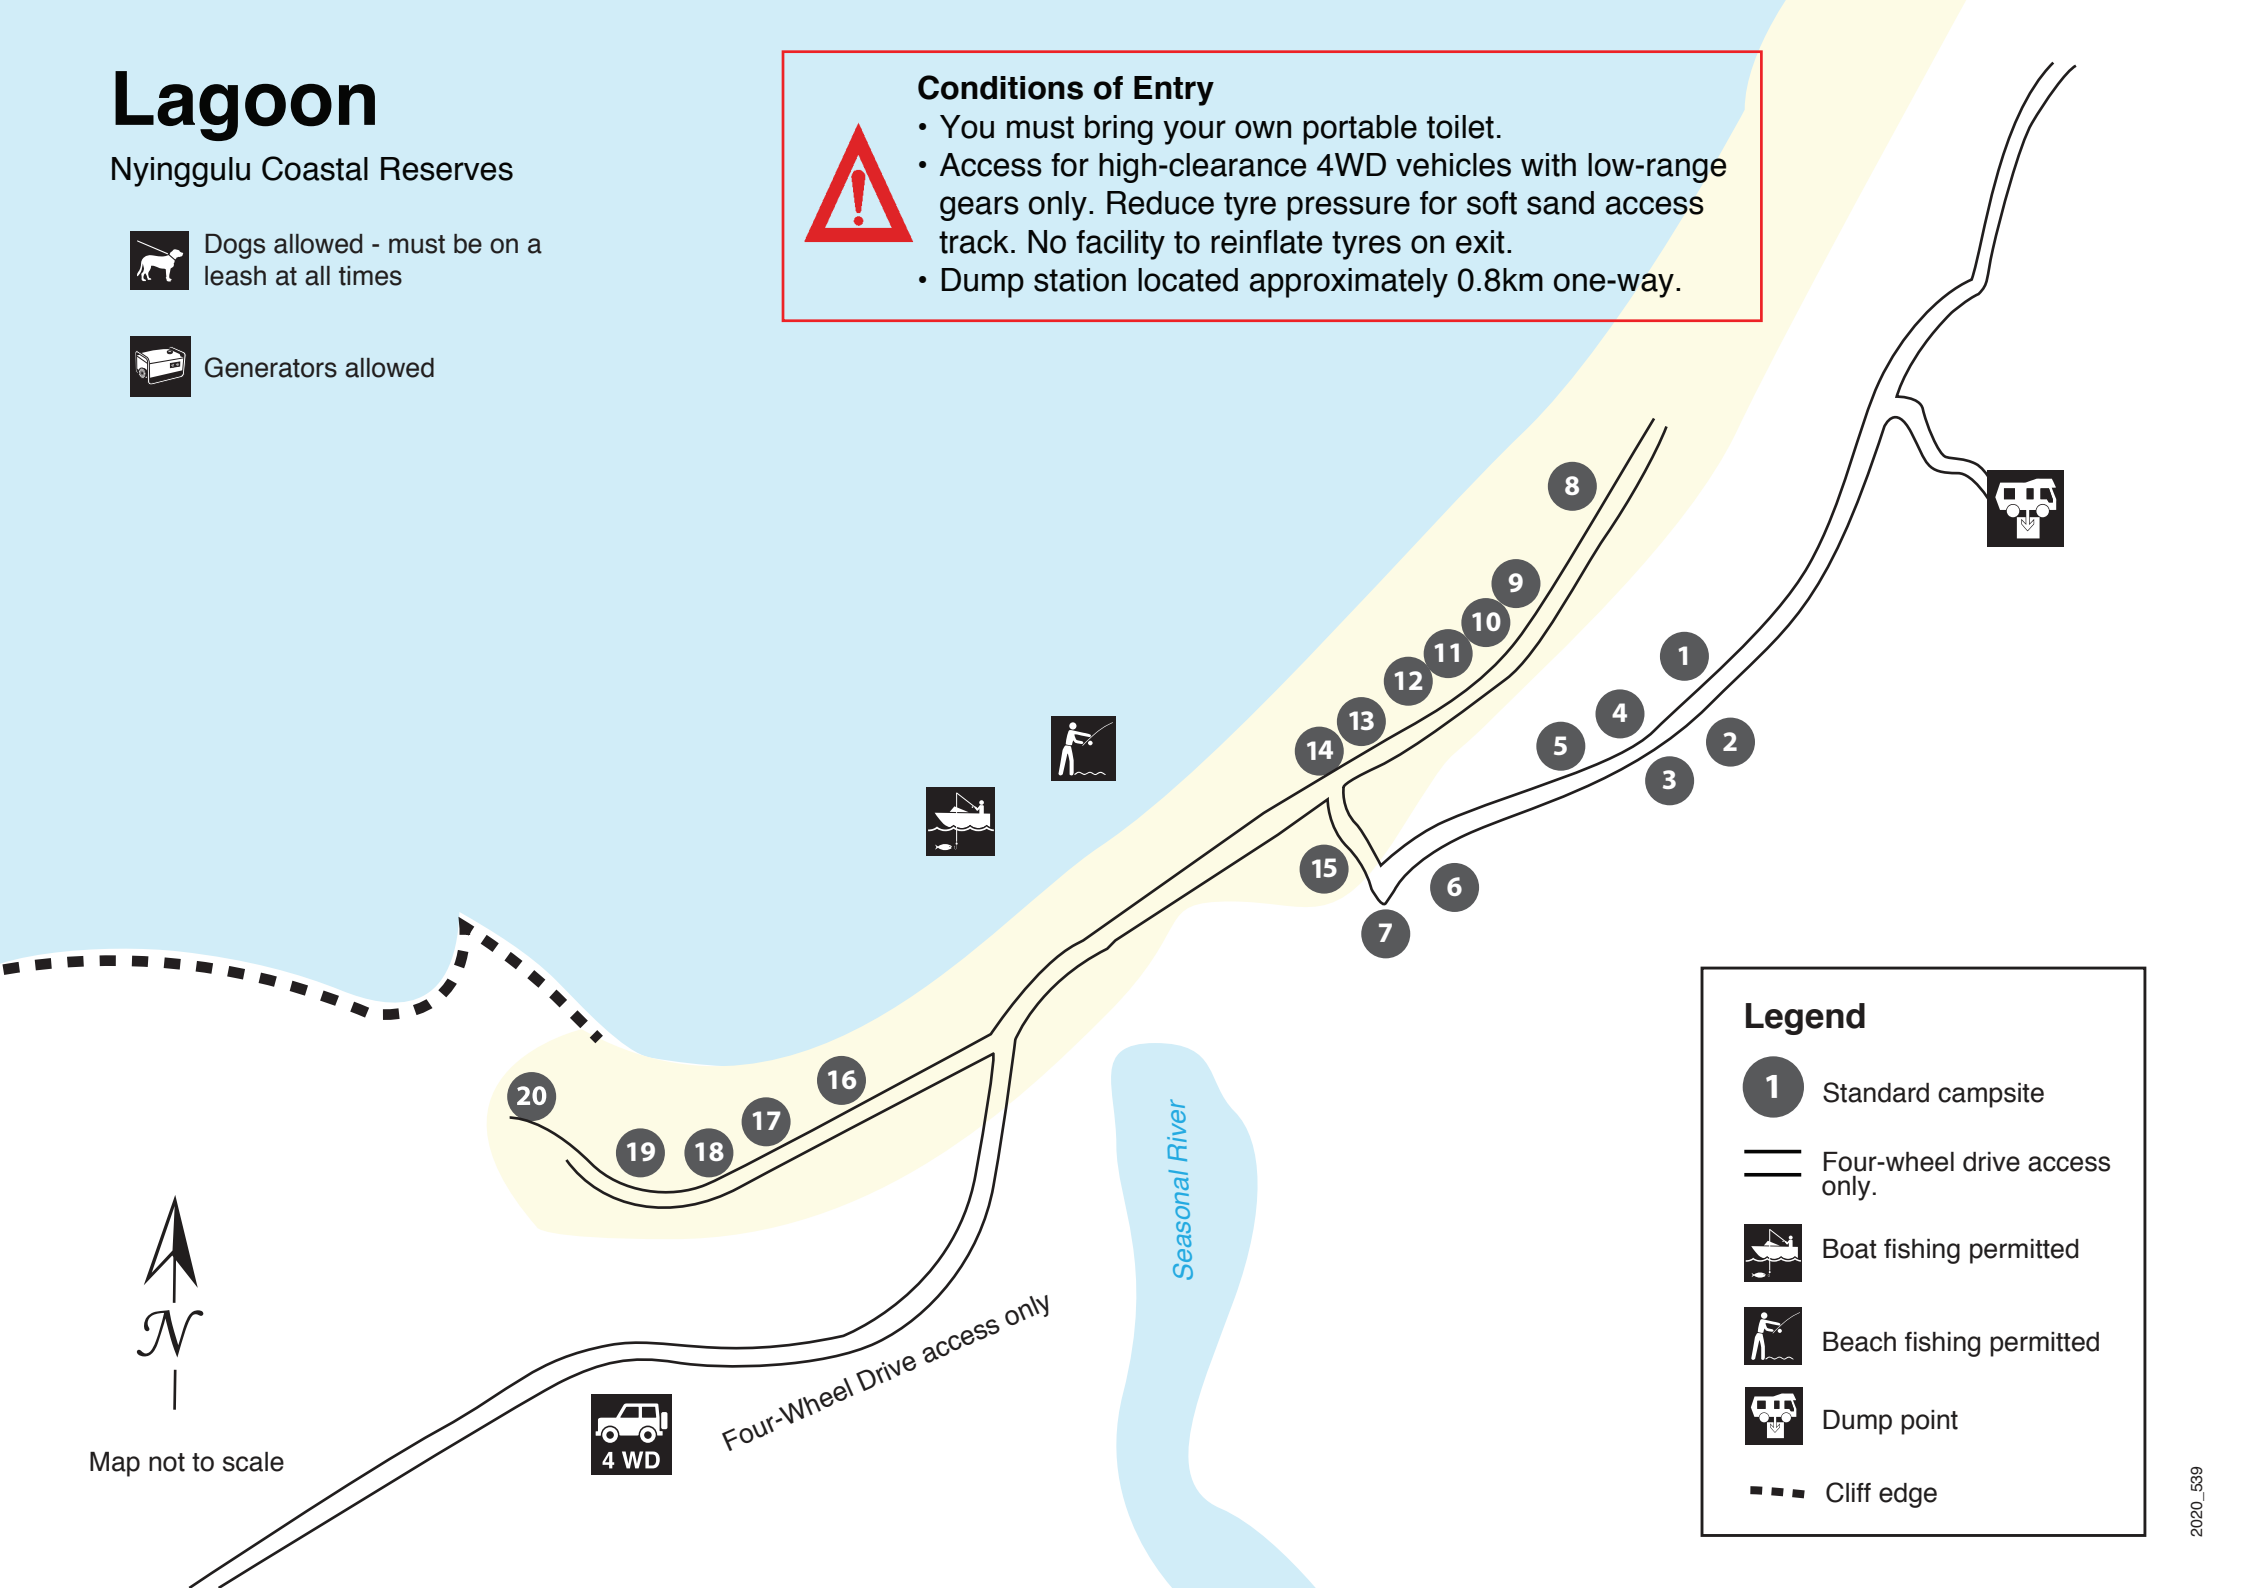 Lagoon
Nyinggulu Coastal Reserves
Dogs allowed - must be on a
leash at all times
Generators allowed
Conditions of Entry
• You must bring your own portable toilet.
• Access for high-clearance 4WD vehicles with low-range
gears only. Reduce tyre pressure for soft sand access
track. No facility to reinflate tyres on exit.
• Dump station located approximately 0.8km one-way.
8
9
10
11
12
13
14
1
4
5
2
3
15
6
7
16
17
18
19
20
Seasonal River
Four-Wheel Drive access only
4 WD
N
Map not to scale
Legend
1
Standard campsite
Four-wheel drive access
only.
Boat fishing permitted
Beach fishing permitted
Dump point
Cliff edge
2020_539